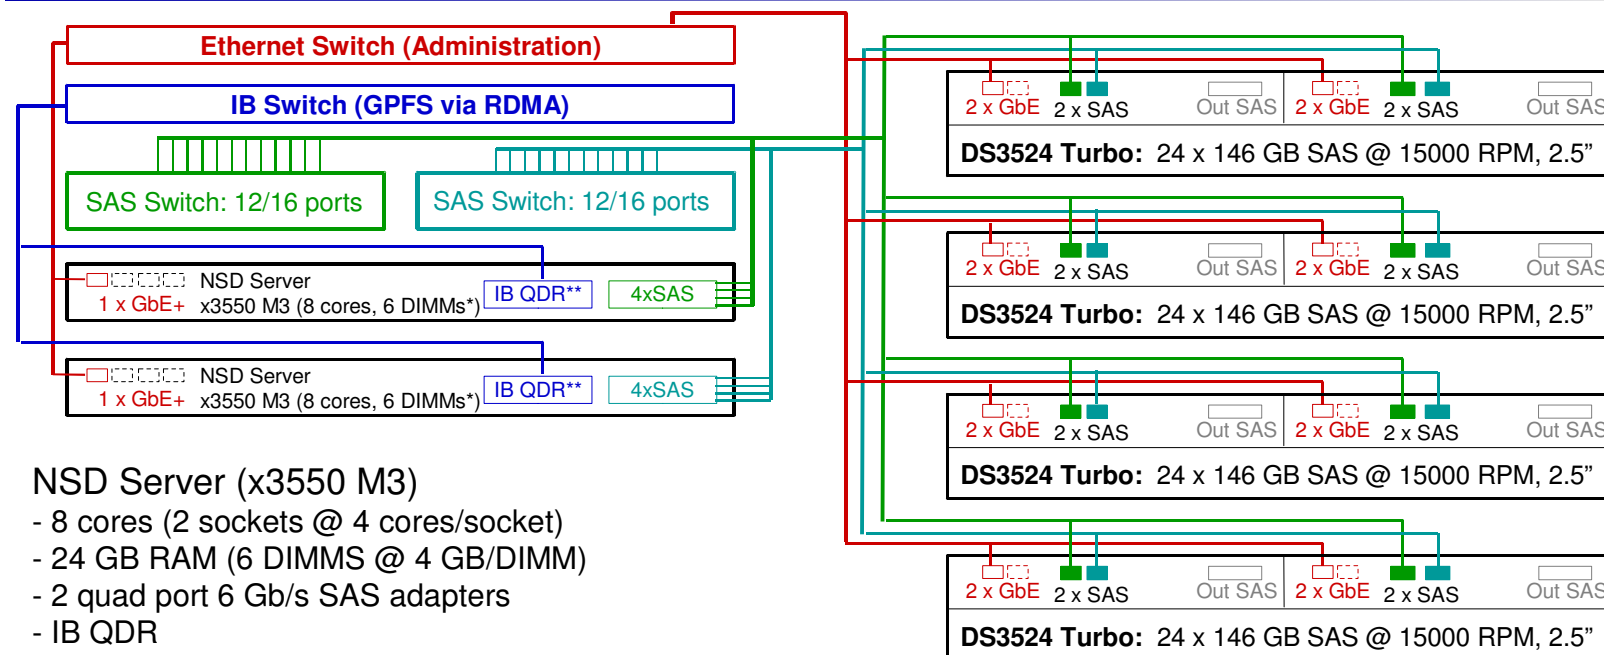 Ethernet Switch (Administration)
IB Switch (GPFS via RDMA)
SAS Switch: 12/16 ports
SAS Switch: 12/16 ports
NSD Server
1 x GbE+ x3550 M3 (8 cores, 6 DIMMs*) IB QDR** 4xSAS
NSD Server
1 x GbE+ x3550 M3 (8 cores, 6 DIMMs*) IB QDR** 4xSAS
NSD Server (x3550 M3)
- 8 cores (2 sockets @ 4 cores/socket)
- 24 GB RAM (6 DIMMS @ 4 GB/DIMM)
- 2 quad port 6 Gb/s SAS adapters
- IB QDR
2 x GbE 2 x SAS Out SAS 2 x GbE 2 x SAS Out SAS
DS3524 Turbo: 24 x 146 GB SAS @ 15000 RPM, 2.5”
2 x GbE 2 x SAS Out SAS 2 x GbE 2 x SAS Out SAS
DS3524 Turbo: 24 x 146 GB SAS @ 15000 RPM, 2.5”
2 x GbE 2 x SAS Out SAS 2 x GbE 2 x SAS Out SAS
DS3524 Turbo: 24 x 146 GB SAS @ 15000 RPM, 2.5”
2 x GbE 2 x SAS Out SAS 2 x GbE 2 x SAS Out SAS
DS3524 Turbo: 24 x 146 GB SAS @ 15000 RPM, 2.5”